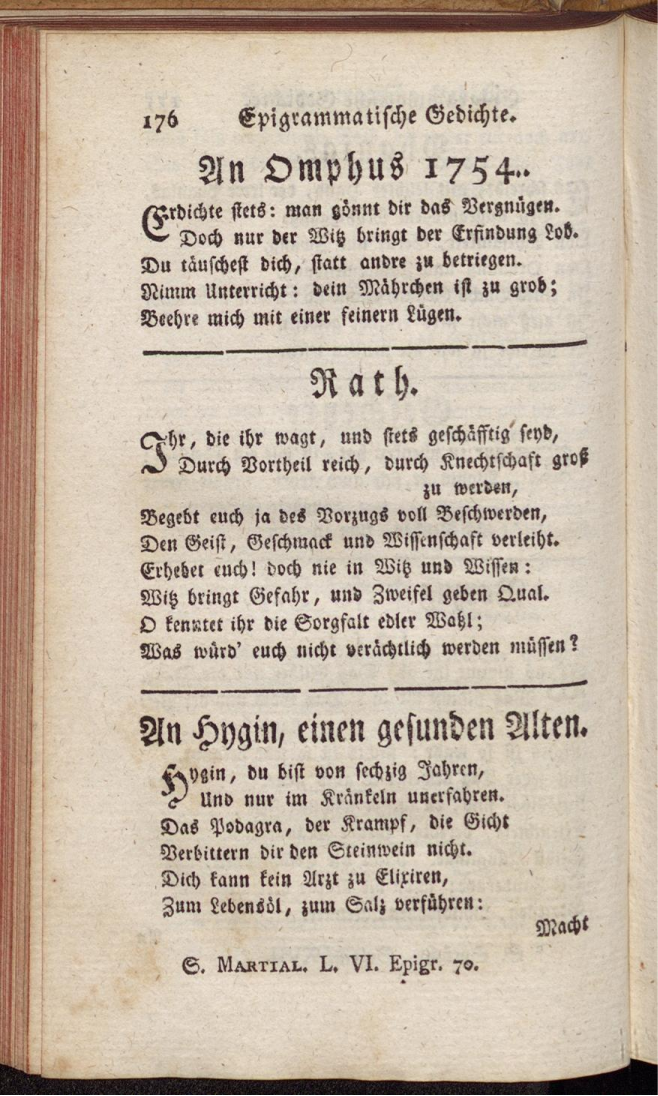 176 Epigrammatische Gedichte.
An Omphus 1754..
Erdichte stets: man gönnt dir das Vergnügen.
Doch nur der Witz bringt der Erfindung Lob.
Du täuschest dich, statt andre zu betriegen.
Nimm Unterricht: dein Mährchen ist zu grob;
Beehre mich mit einer feinern Lügen.
Rath.
Ihr, die ihr wagt, und stets geschäfftig seyd,
Durch Vortheil reich, durch Knechtschaft groß
zu werden,
Begebt euch ja des Vorzugs voll Beschwerden,
Den Geist, Geschmack und Wissenschaft verleiht.
Erhebet euch! doch nie in Witz und Wissen:
Witz bringt Gefahr, und Zweifel geben Qual.
O kenntet ihr die Sorgfalt edler Wahl;
Was würd' euch nicht verächtlich werden müssen?
An Hygin, einen gesunden Alten.
Hygin, du bist von sechzig Jahren,
Und nur im Kränkeln unerfahren.
Das Podagra, der Krampf, die Gicht
Verbittern dir den Steinwein nicht.
Dich kann kein Arzt zu Elixiren,
Zum Lebensöl, zum Salz verführen:
Macht
S. MARTIAL. L. VI. Epigr. 70.